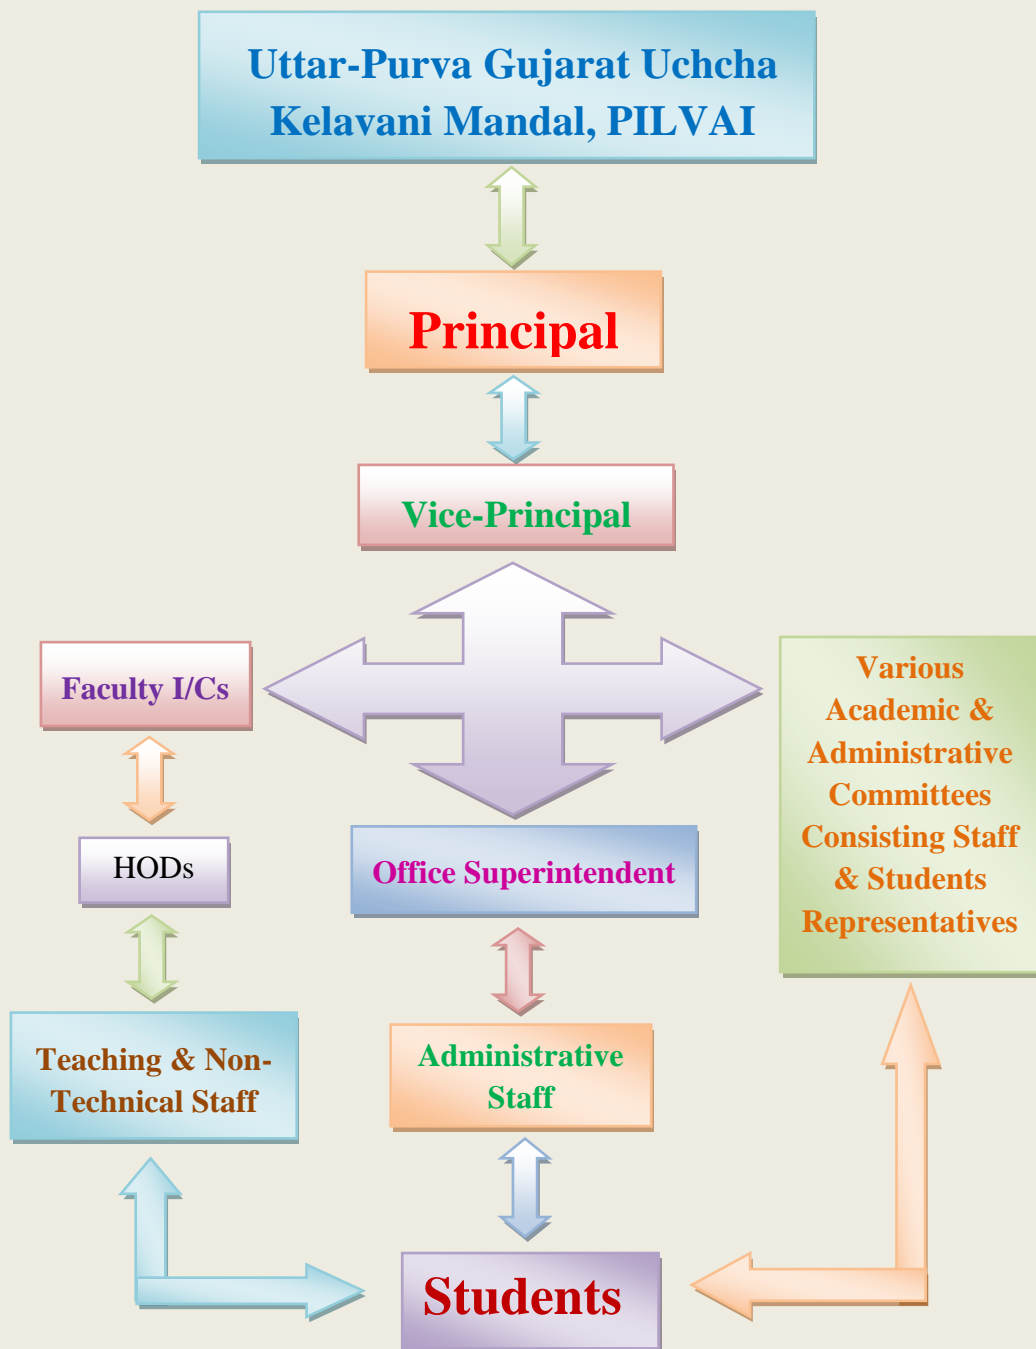 Uttar-Purva Gujarat Uchcha
Kelavani Mandal, PILVAI
Principal
Vice-Principal
Faculty I/Cs
Various
Academic &
Administrative
Committees
Consisting Staff
& Students
Representatives
HODs
Office Superintendent
Teaching & Non-
Technical Staff
Administrative
Staff
Students